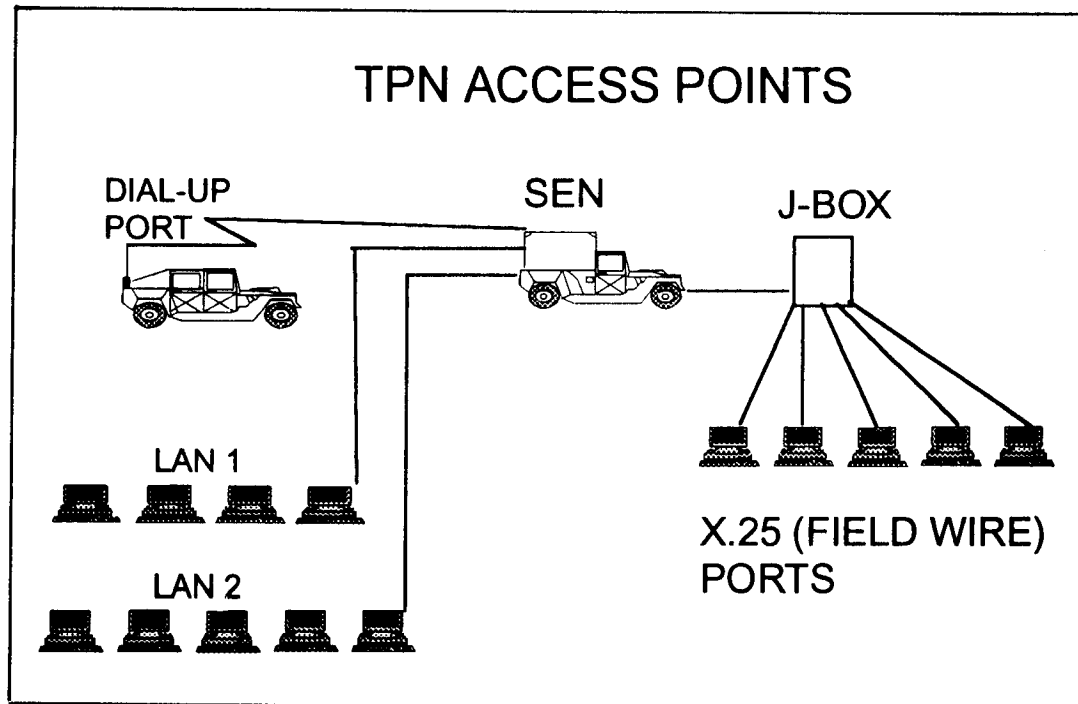 TPN ACCESS POINTS
DIAL-UP
PORT
SEN
J-BOX
LAN 1
LAN 2
X.25 (FIELD WIRE)
PORTS